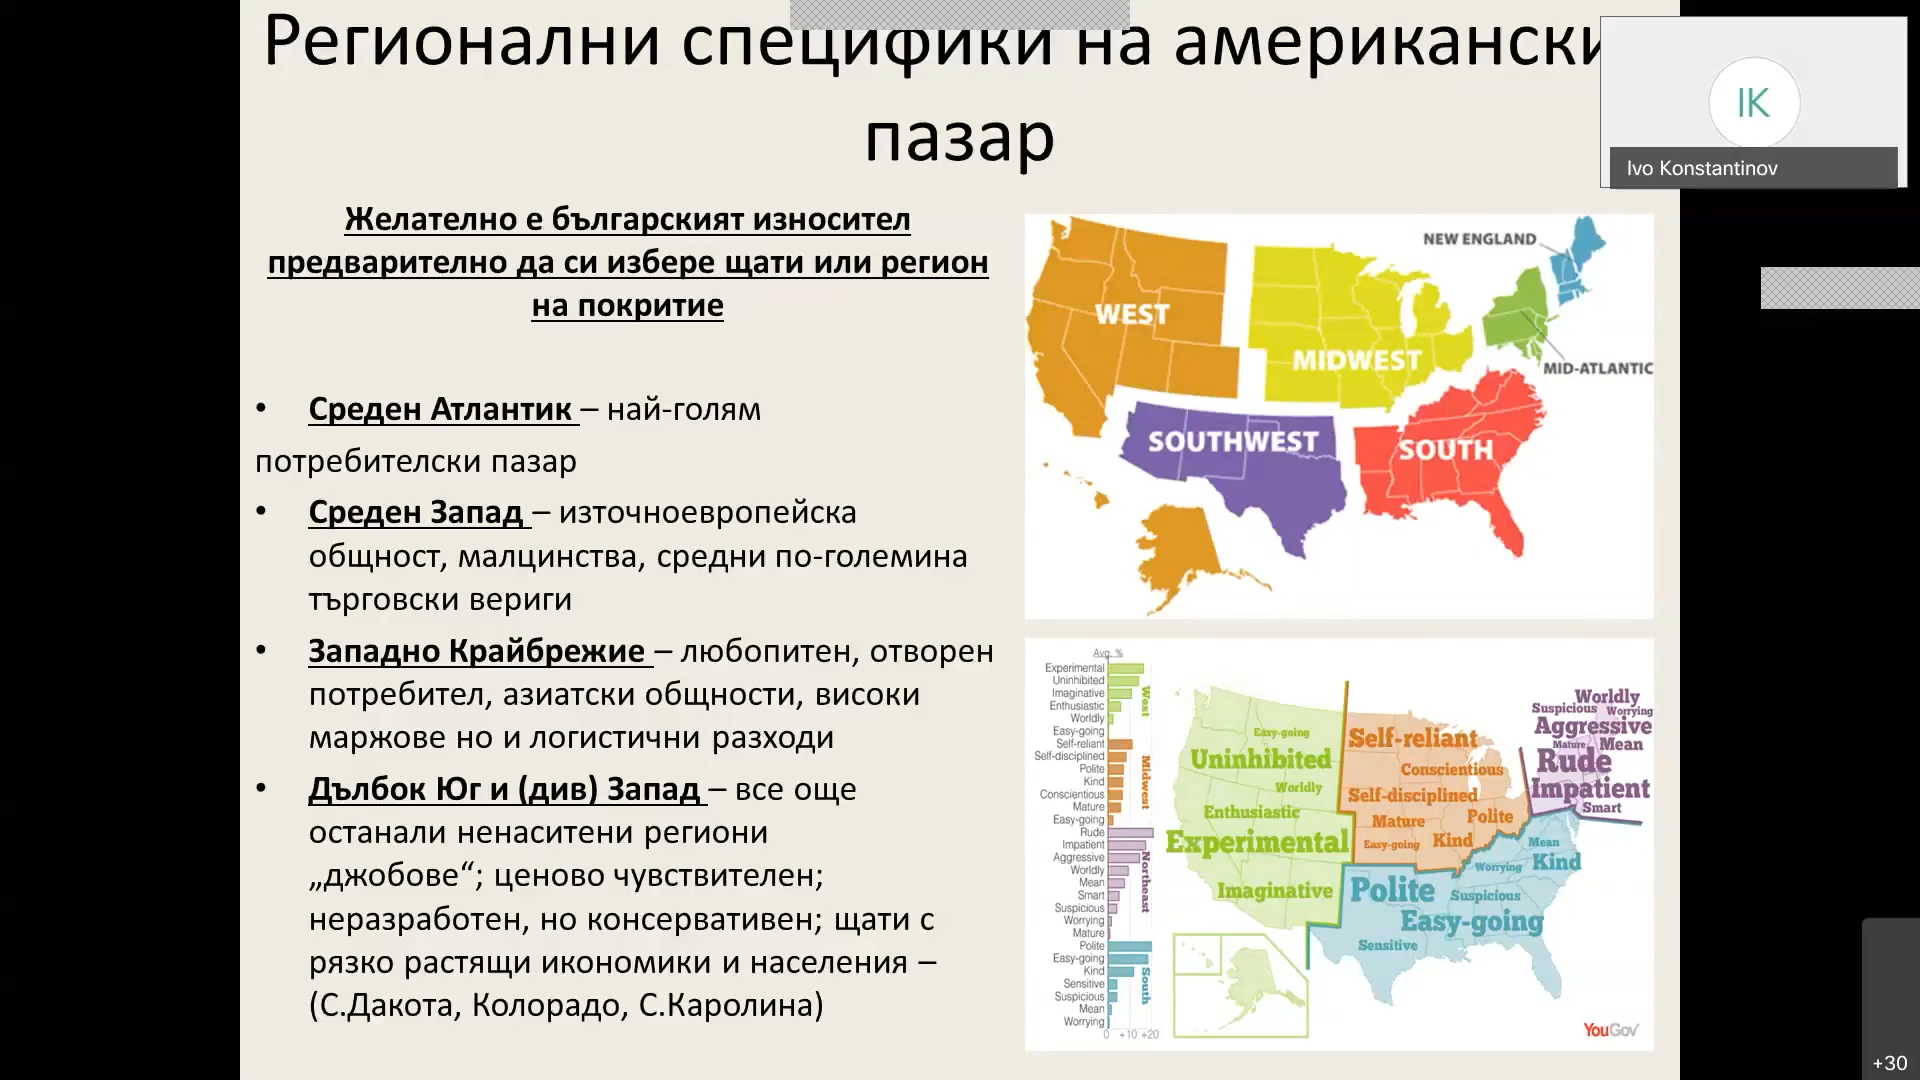 Регионални специфики на американски
пазар
IK
Ivo Konstantinov
Желателно е българският износител
предварително да си избере щати или регион
на покритие
• Среден Атлантик – най-голям
потребителски пазар
• Среден Запад – източноевропейска
общност, малцинства, средни по-големина
търговски вериги
• Западно Крайбрежие – любопитен, отворен
потребител, азиатски общности, високи
маржове но и логистични разходи
• Дълбок Юг и (див) Запад – все още
останали ненаситени региони
„джобове“; ценово чувствителен;
неразработен, но консервативен; щати с
рязко растящи икономики и населения –
(С.Дакота, Колорадо, С.Каролина)
NEW ENGLAND
WEST
MIDWEST
MID-ATLANTIC
SOUTHWEST
SOUTH
Avg. %
Experimental
Uninhibited
Imaginative
Enthusiastic
Worldly
Easy-going
West
Self-reliant
Self-disciplined
Polite
Kind
Conscientious
Mature
Easy-going
Midwest
Rude
Impatient
Aggressive
Worldly
Mean
Smart
Suspicious
Worrying
Mature
Northeast
Polite
Easy-going
Kind
Sensitive
Suspicious
Mean
Worrying
South
0 +10 +20
Easy-going
Uninhibited
Worldly
Enthusiastic
Experimental
Imaginative
Self-reliant
Conscientious
Self-disciplined
Mature
Polite
Easy-going
Kind
Worldly
Suspicious
Worrying
Aggressive
Mature
Mean
Rude
Impatient
Smart
Mean
Worrying
Kind
Polite
Suspicious
Easy-going
Sensitive
YouGov
+30